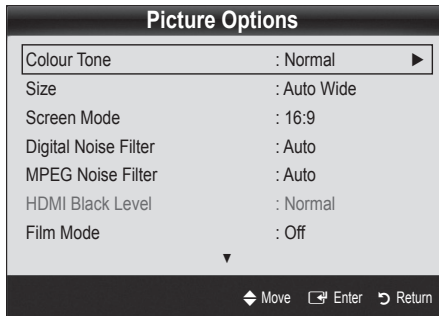 Picture Options
Colour Tone : Normal ▶
Size : Auto Wide
Screen Mode : 16:9
Digital Noise Filter : Auto
MPEG Noise Filter : Auto
HDMI Black Level : Normal
Film Mode : Off
▼
Move Enter Return